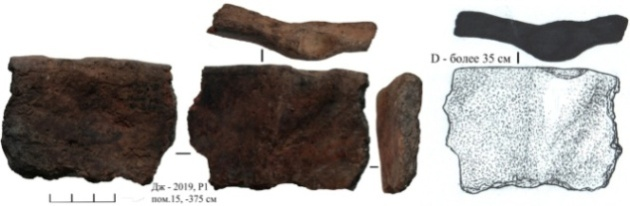 D - более 35 см
Дж - 2019, Р1
пом.15, -375 см